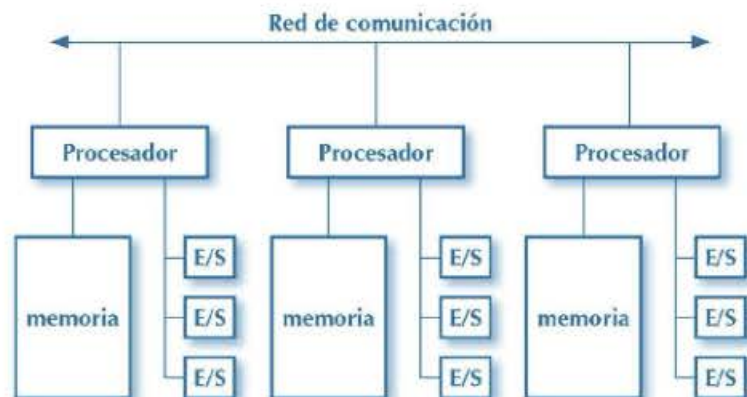 Red de comunicación
Procesador Procesador Procesador
E/S E/S E/S
memoria E/S memoria E/S memoria E/S
E/S E/S E/S